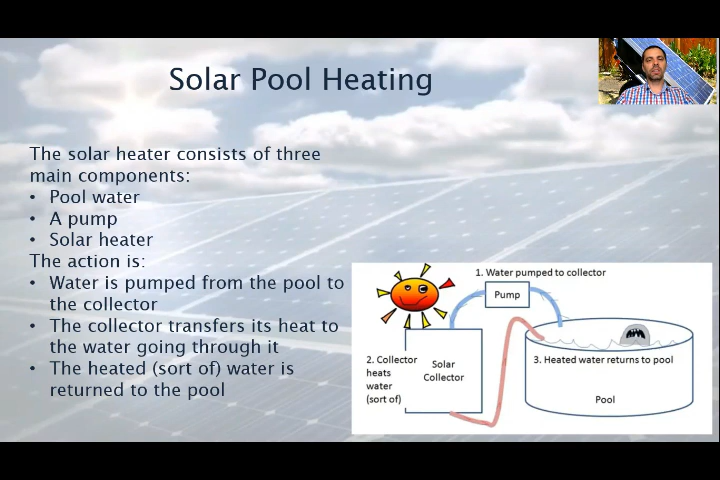 Solar Pool Heating
The solar heater consists of three
main components:
• Pool water
• A pump
• Solar heater
The action is:
• Water is pumped from the pool to
the collector
• The collector transfers its heat to
the water going through it
• The heated (sort of) water is
returned to the pool
1. Water pumped to collector
Pump
2. Collector
heats
water
(sort of)
Solar
Collector
3. Heated water returns to pool
Pool